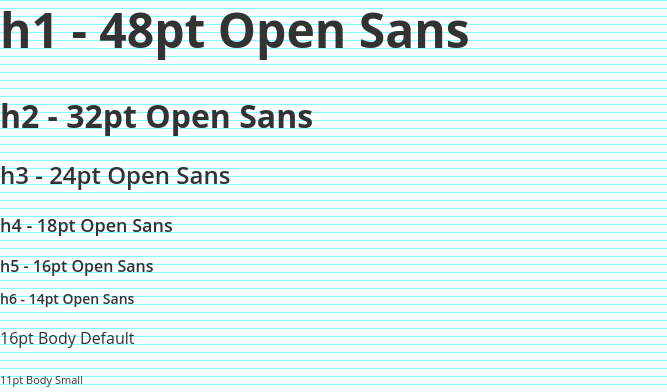 h1 - 48pt Open Sans
h2 - 32pt Open Sans
h3 - 24pt Open Sans
h4 - 18pt Open Sans
h5 - 16pt Open Sans
h6 - 14pt Open Sans
16pt Body Default
11pt Body Small